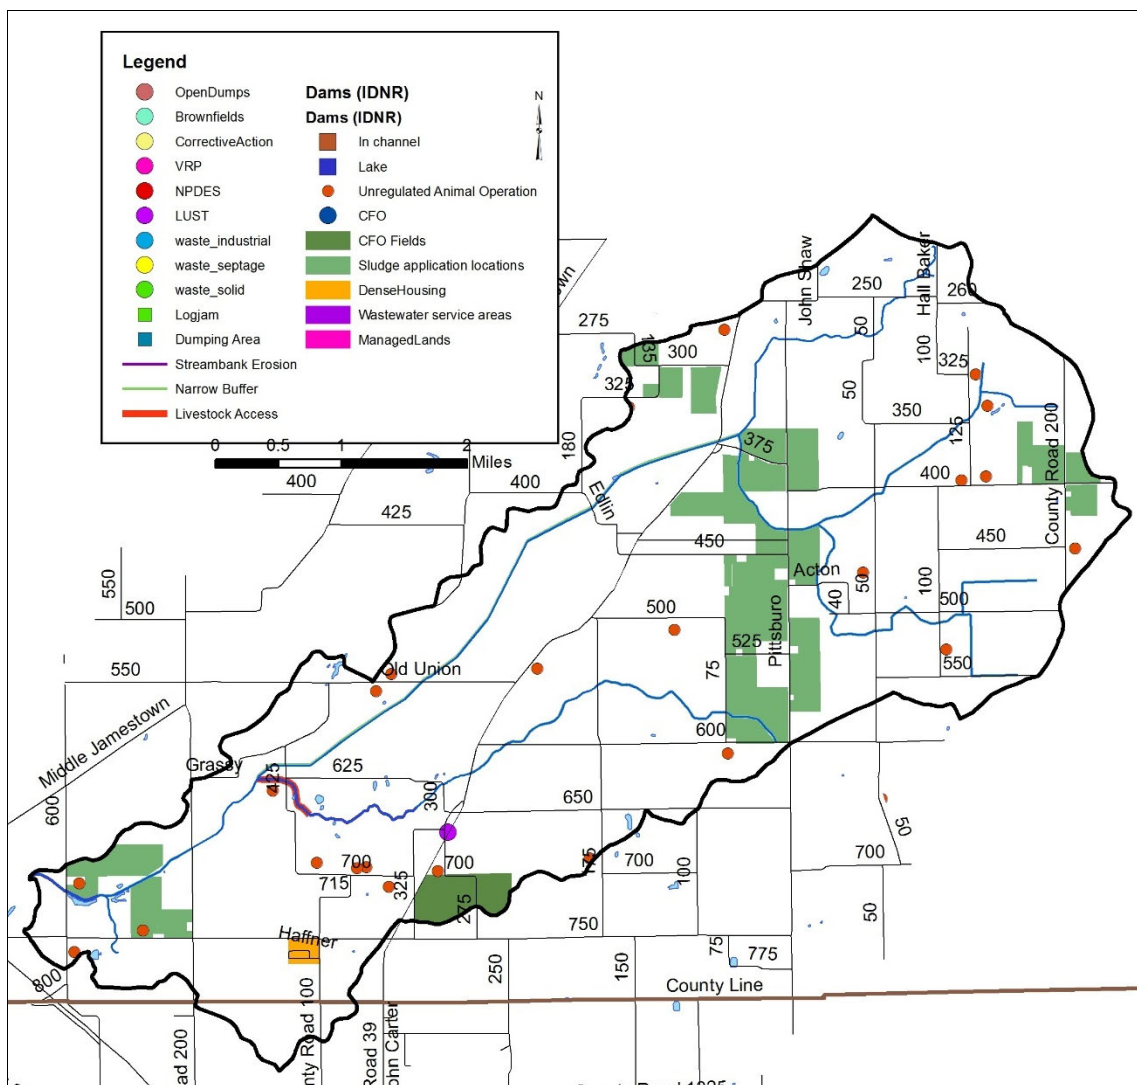 Legend
OpenDumps
Brownfields
CorrectiveAction
VRP
NPDES
LUST
waste_industrial
waste_septage
waste_solid
Logjam
Dumping Area
Streambank Erosion
Narrow Buffer
Livestock Access
Dams (IDNR)
Dams (IDNR)
In channel
Lake
Unregulated Animal Operation
CFO
CFO Fields
Sludge application locations
DenseHousing
Wastewater service areas
ManagedLands
N
0 0.5 1 2
Miles
John Shaw
Hall Baker
250
260
50
275
135
300
100
325
325
50
350
125
County Road 200
375
180
400
400
400
Edlin
425
450
450
550
500
Acton
50
100
40
500
500
Pittsburo
525
75
550
550
Old Union
600
Middle Jamestown
Grassy
425
625
300
650
600
50
700
700
175
700
100
700
715
325
275
750
50
Haffner
75
775
800
250
150
County Line
ad 200
nty Road 100
Road 39
ohn Carter